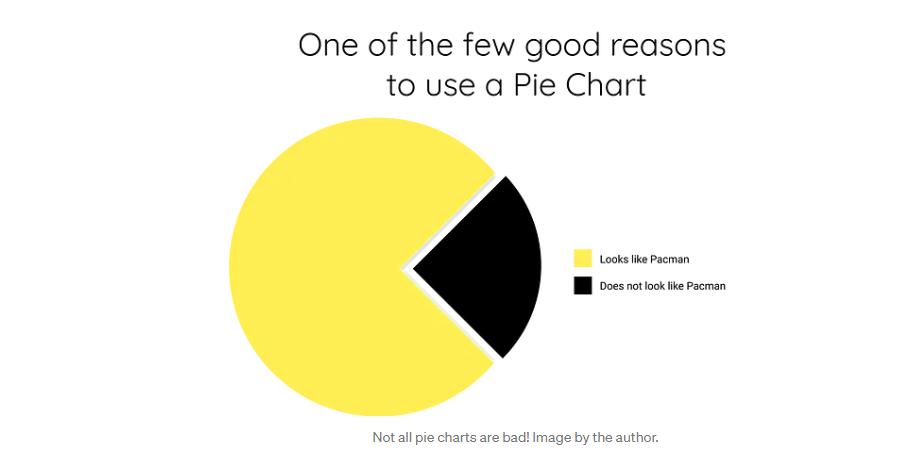 One of the few good reasons
to use a Pie Chart
Looks like Pacman
Does not look like Pacman
Not all pie charts are bad! Image by the author.